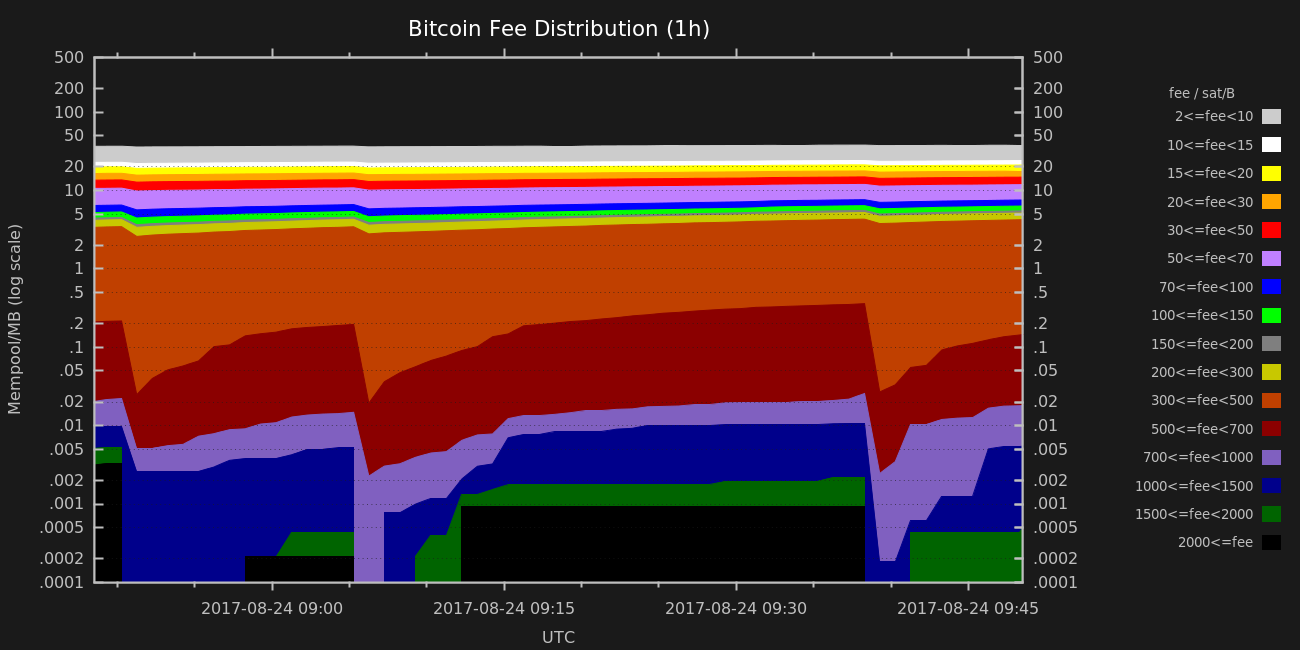 Bitcoin Fee Distribution (1h)
500 500
200 200
100 100
50 50
20 20
10 10
5 5
2 2
1 1
.5 .5
.2 .2
.1 .1
.05 .05
.02 .02
.01 .01
.005 .005
.002 .002
.001 .001
.0005 .0005
.0002 .0002
.0001 .0001
Mempool/MB (log scale)
2017-08-24 09:00 2017-08-24 09:15 2017-08-24 09:30 2017-08-24 09:45
UTC
fee / sat/B
2<=fee<10
10<=fee<15
15<=fee<20
20<=fee<30
30<=fee<50
50<=fee<70
70<=fee<100
100<=fee<150
150<=fee<200
200<=fee<300
300<=fee<500
500<=fee<700
700<=fee<1000
1000<=fee<1500
1500<=fee<2000
2000<=fee